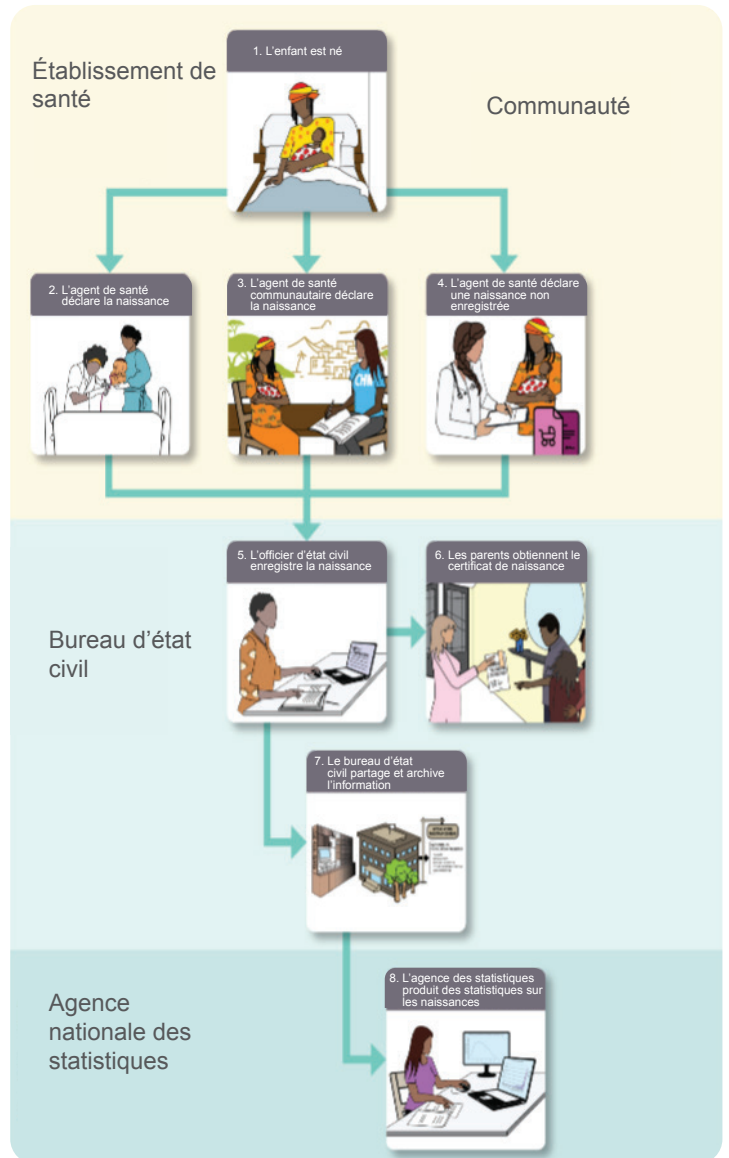 1. L'enfant est né
Établissement de
santé
Communauté
2. L'agent de santé
déclare la naissance
3. L'agent de santé
communautaire déclare
la naissance
4. L'agent de santé déclare
une naissance non
enregistrée
CHW
5. L'officier d'état civil
enregistre la naissance
6. Les parents obtiennent le
certificat de naissance
Bureau d'état
civil
7. Le bureau d'état
civil partage et archive
l'information
8. L'agence des statistiques
produit des statistiques sur
les naissances
Agence
nationale des
statistiques